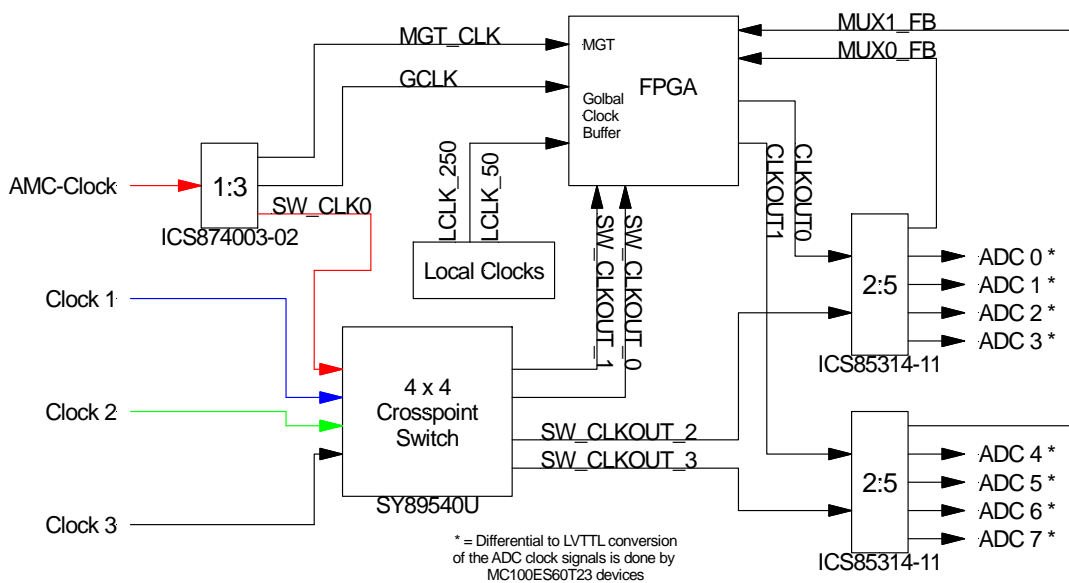 MUX1_FB
MGT_CLK
MUX0_FB
MGT
GCLK
FPGA
Golbal
Clock
Buffer
LCLK_250
LCLK_50
CLKOUT1
CLKOUT0
AMC-Clock
1:3
SW_CLK0
ICS874003-02
SW_CLKOUT_1
SW_CLKOUT_0
Local Clocks
ADC 0 *
2:5
ADC 1 *
ADC 2 *
ADC 3 *
ICS85314-11
Clock 1
4 x 4
Crosspoint
Switch
Clock 2
SW_CLKOUT_2
SW_CLKOUT_3
SY89540U
Clock 3
ADC 4 *
2:5
ADC 5 *
ADC 6 *
ADC 7 *
ICS85314-11
* = Differential to LVTTL conversion
of the ADC clock signals is done by
MC100ES60T23 devices